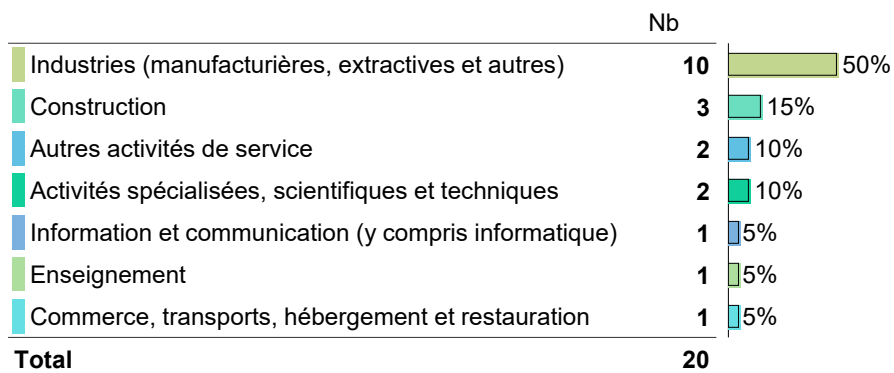 Nb
Industries (manufacturières, extractives et autres) 10 50%
Construction 3 15%
Autres activités de service 2 10%
Activités spécialisées, scientifiques et techniques 2 10%
Information et communication (y compris informatique) 1 5%
Enseignement 1 5%
Commerce, transports, hébergement et restauration 1 5%
Total 20